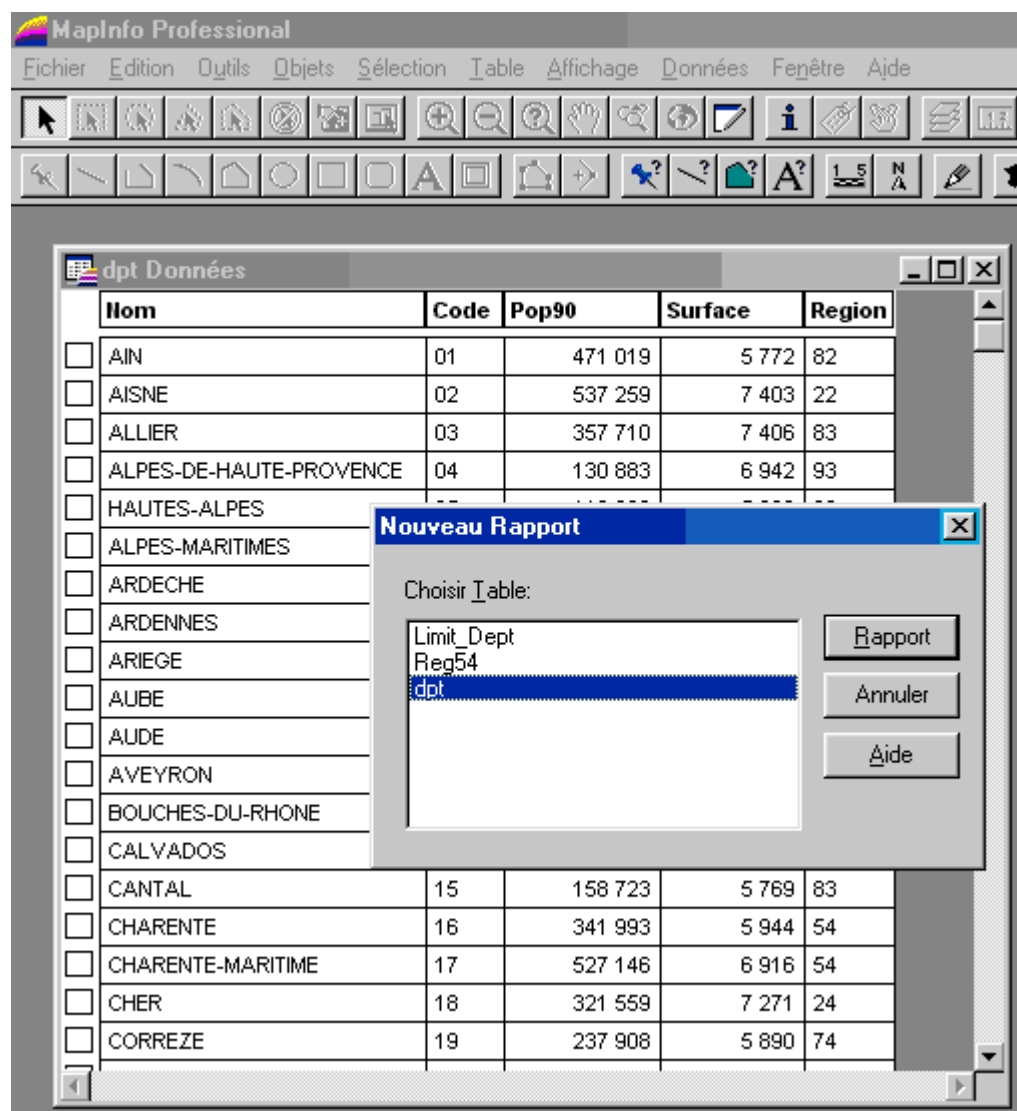 MapInfo Professional
Fichier Edition Outils Objets Sélection Table Affichage Données Fenêtre Aide
dpt Données
Nom Code Pop90 Surface Region
AIN 01 471 019 5 772 82
AISNE 02 537 259 7 403 22
ALLIER 03 357 710 7 406 83
ALPES-DE-HAUTE-PROVENCE 04 130 883 6 942 93
HAUTES-ALPES
ALPES-MARITIMES
ARDECHE
ARDENNES
ARIEGE
AUBE
AUDE
AVEYRON
BOUCHES-DU-RHONE
CALVADOS
CANTAL 15 158 723 5 769 83
CHARENTE 16 341 993 5 944 54
CHARENTE-MARITIME 17 527 146 6 916 54
CHER 18 321 559 7 271 24
CORREZE 19 237 908 5 890 74
Nouveau Rapport
Choisir Table:
Limit_Dept
Reg54
dpt
Rapport
Annuler
Aide